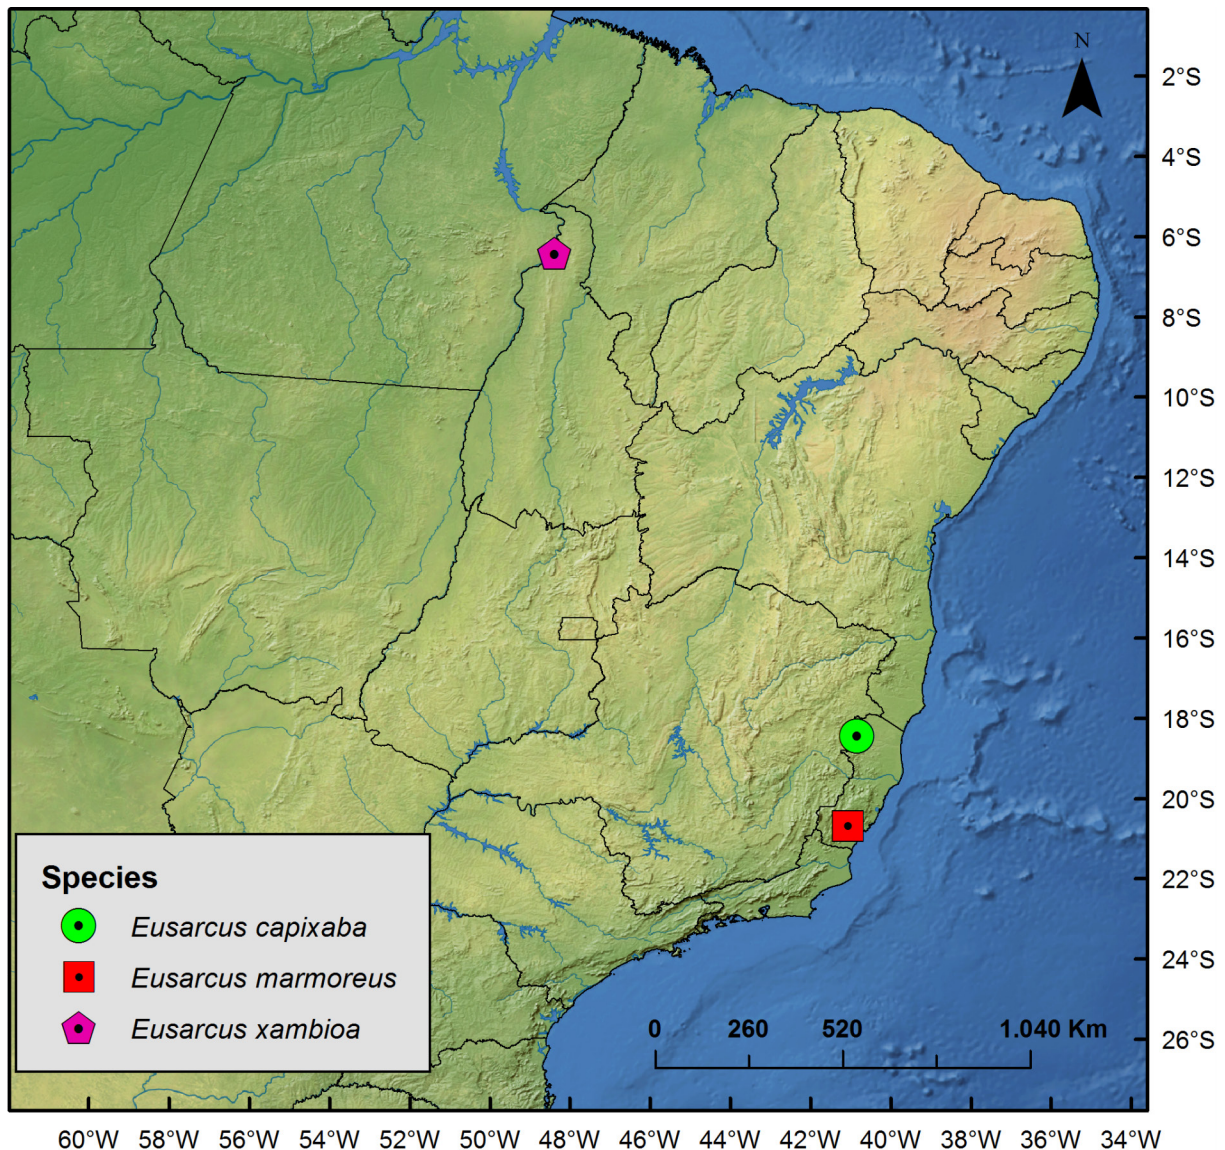 N
2°S
4°S
6°S
8°S
10°S
12°S
14°S
16°S
18°S
20°S
22°S
24°S
26°S
Species
Eusarcus capixaba
Eusarcus marmoreus
Eusarcus xambioa
0 260 520 1.040 Km
60°W 58°W 56°W 54°W 52°W 50°W 48°W 46°W 44°W 42°W 40°W 38°W 36°W 34°W